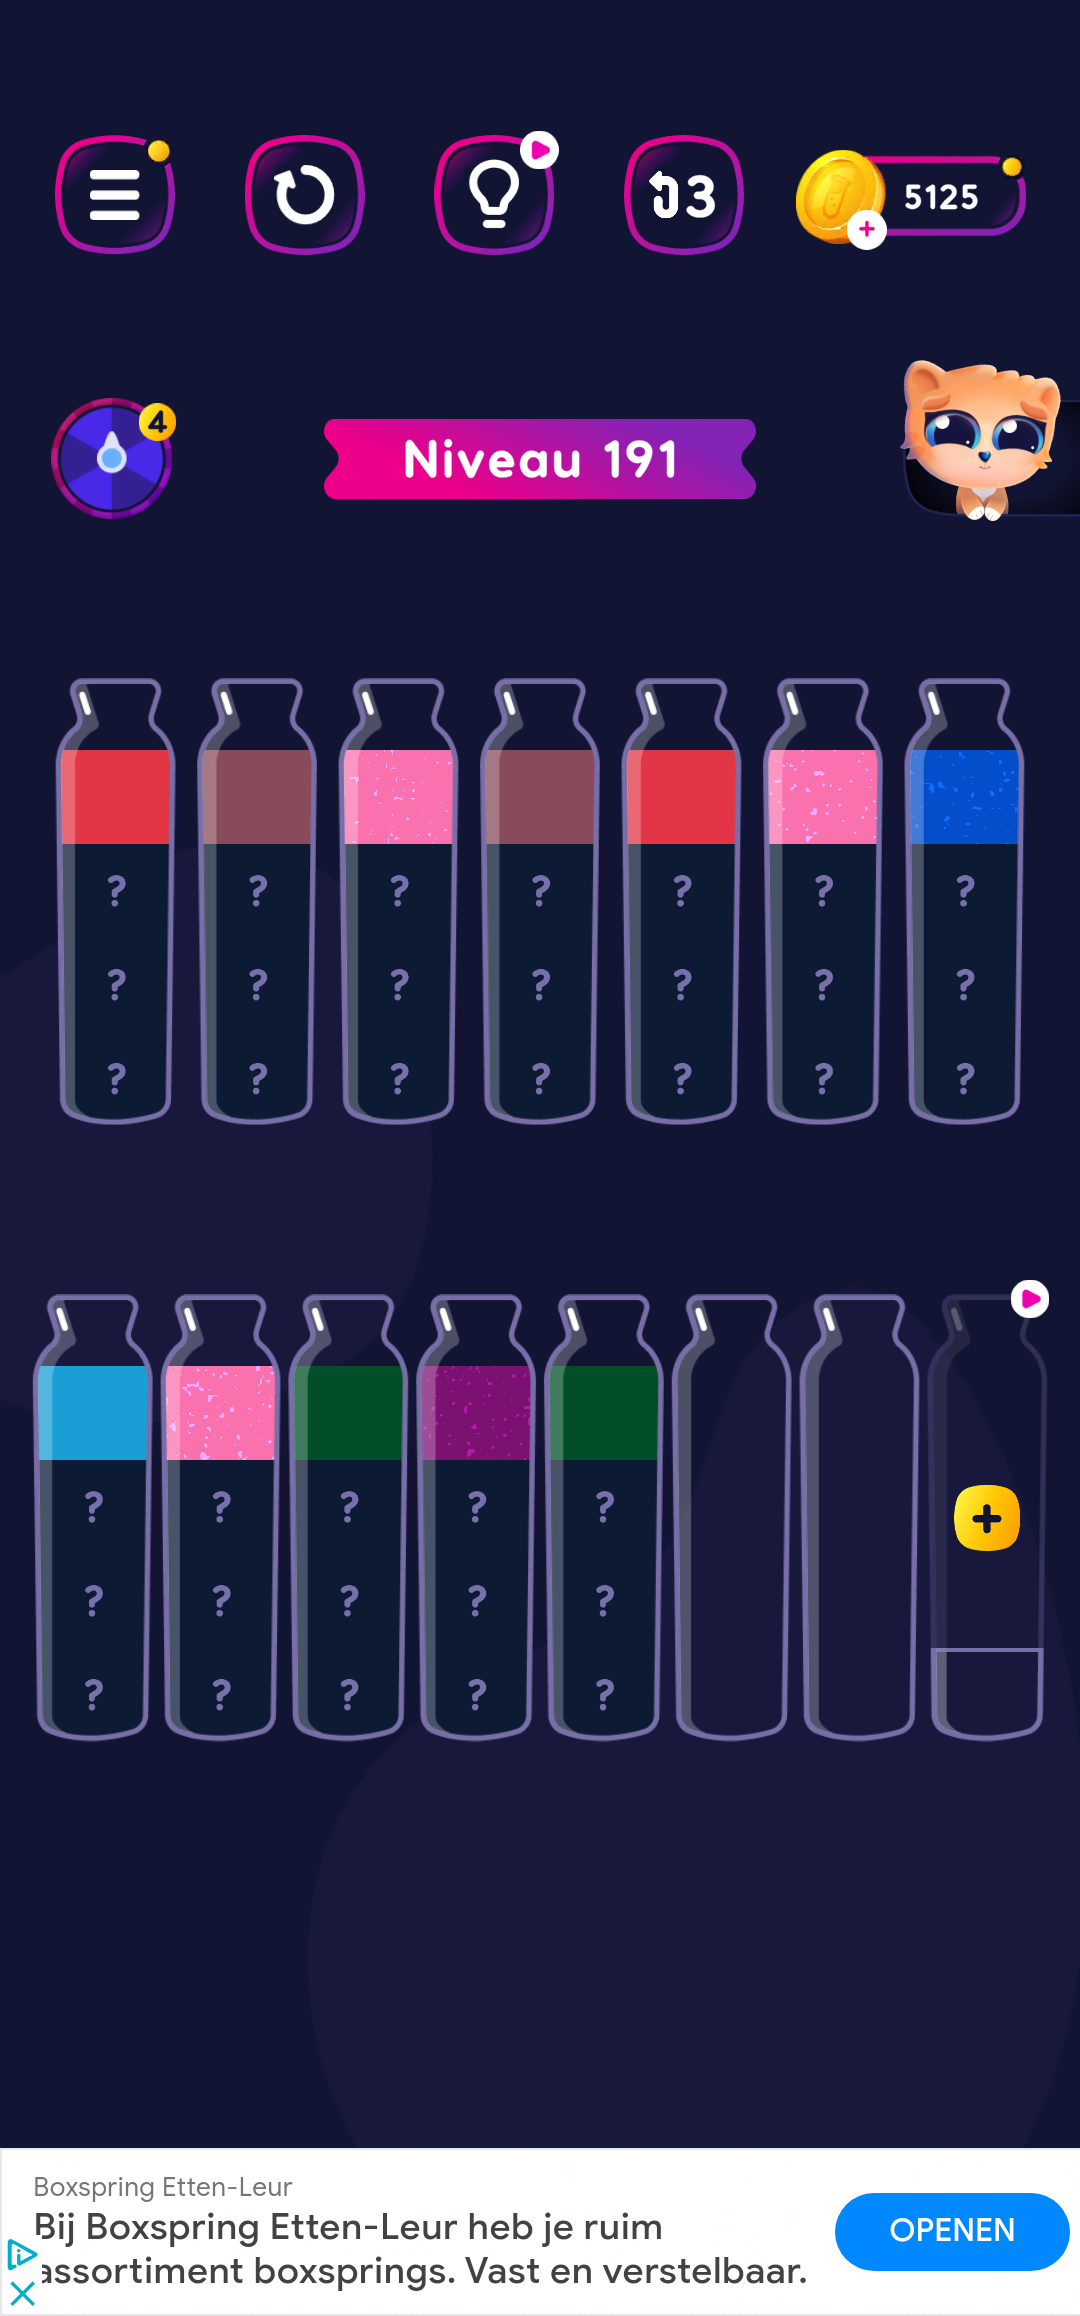 3
5125
4
Niveau 191
? ? ? ? ? ? ?
? ? ? ? ? ? ?
? ? ? ? ? ? ?
? ? ? ? ?
? ? ? ? ?
? ? ? ? ?
Boxspring Etten-Leur
Bij Boxspring Etten-Leur heb je ruim
assortiment boxsprings. Vast en verstelbaar.
OPENEN